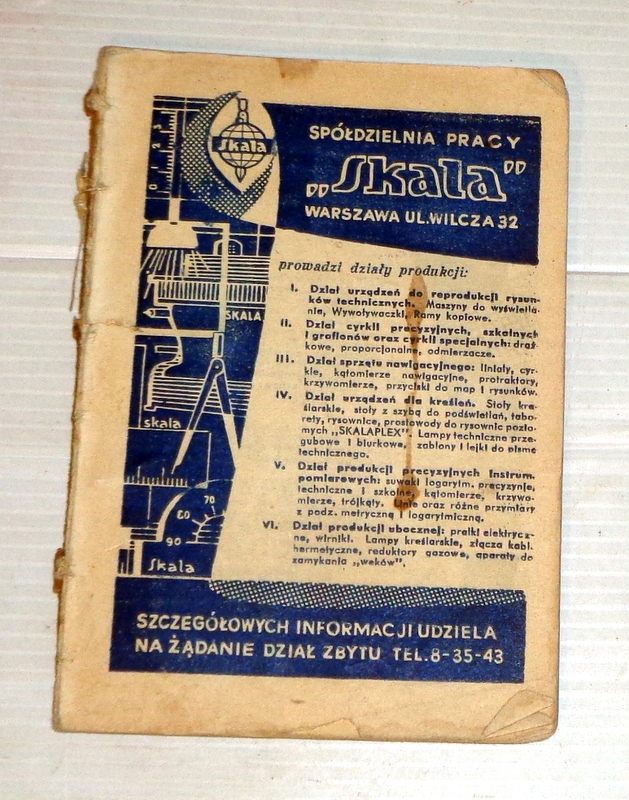 Skala
0 2 3
SPÓŁDZIELNIA PRACY
„Skala”
WARSZAWA UL.WILCZA 32
prowadzi działy produkcji:
I. Dział urządzeń do reprodukcji rysun-
ków technicznych. Maszyny do wyświetla-
nia, Wywoływaczki, Ramy kopiowe.
II. Dział cyrkli precyzyjnych, szkolnych
i grafionów oraz cyrkli specjalnych: drąż-
kowe, proporcjonalne, odmierzacze.
III. Dział sprzętu nawigacyjnego: liniały, cyr-
kle, kątomierze nawigacyjne, protraktory,
krzywomierze, przyciski do map i rysunków.
IV. Dział urządzeń dla kreśleń. Stoły kre-
ślarskie, stoły z szybą do podświetlań, tabo-
rety, rysownice, prostowody do rysownic pozio-
mych „SKALAPLEX”. Lampy techniczne prze-
gubowe i biurkowe, zablony i lejki do pisma
technicznego.
V. Dział produkcji precyzyjnych instrum.
pomiarowych: suwaki logarytm. precyzyjne,
techniczne i szkolne, kątomierze, krzywo-
mierze, trójkąty. Linie oraz różne przymiary
z podz. metryczną i logarytmiczną.
VI. Dział produkcji ubocznej: pralki elektrycz-
ne, wirniki. Lampy kreślarskie, złącza kabl.
hermetyczne, reduktory gazowe, aparaty do
zamykania „weków”.
SKALA
skala
70
80
90
Skala
SZCZEGÓŁOWYCH INFORMACJI UDZIELA
NA ŻĄDANIE DZIAŁ ZBYTU TEL.8-35-43